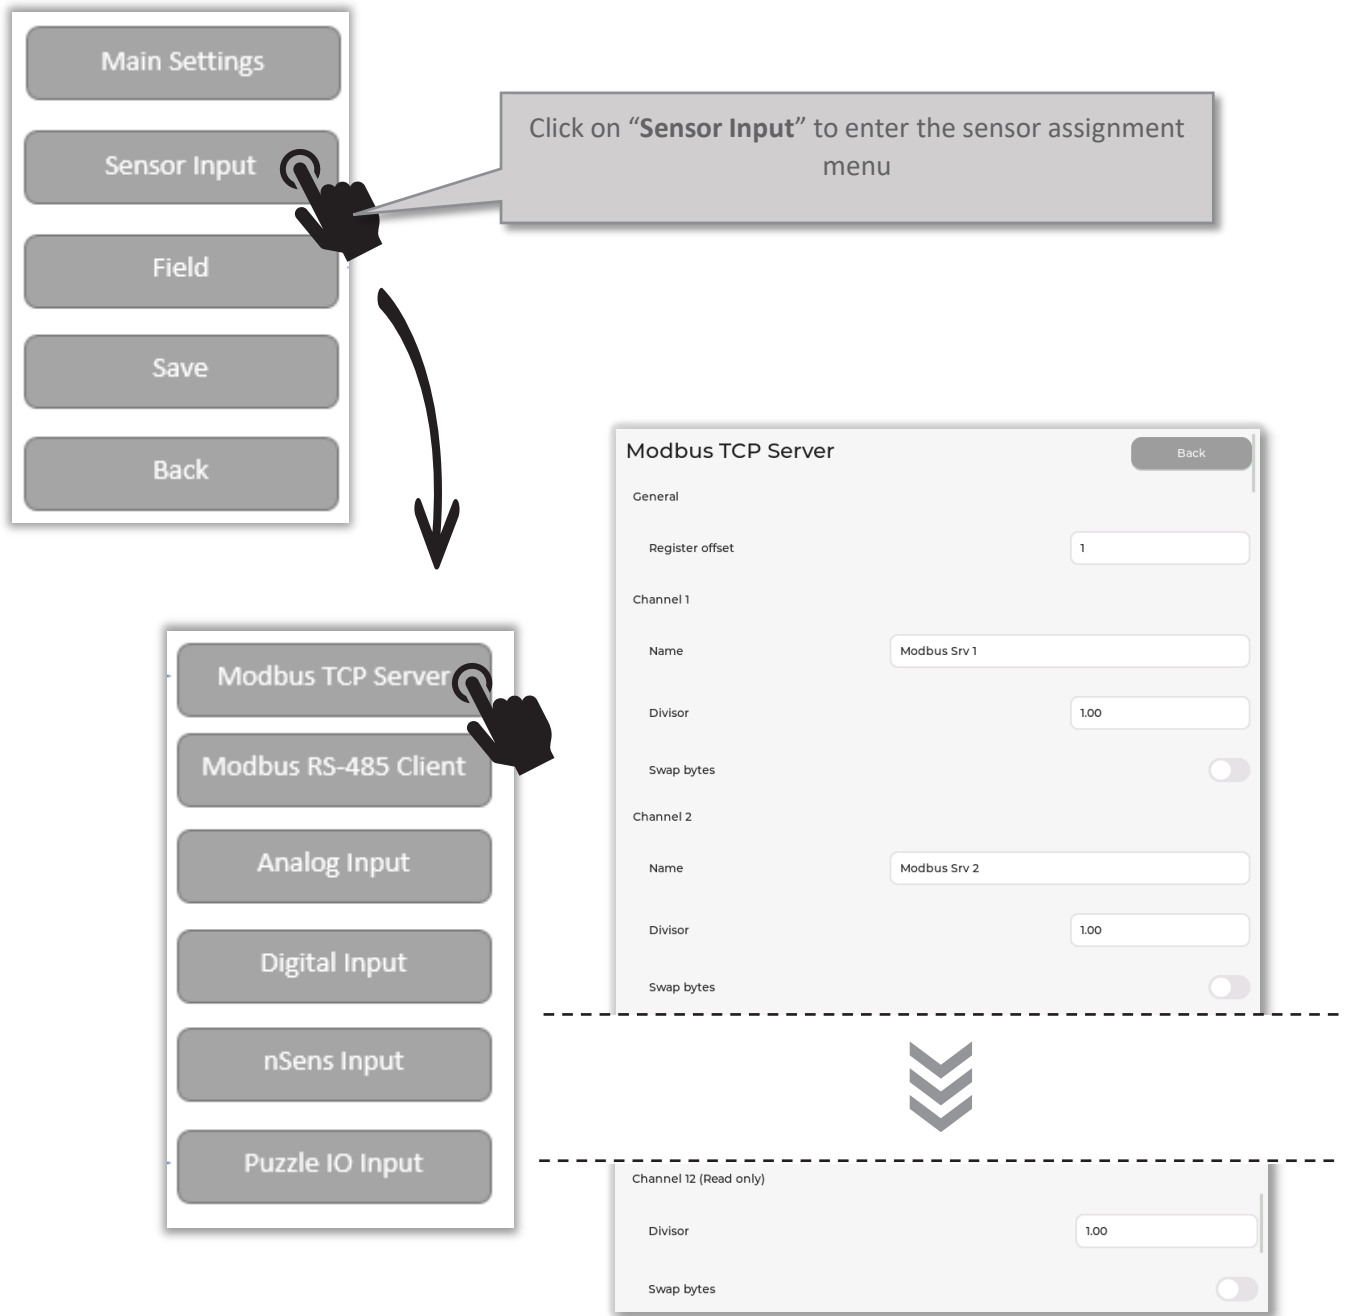 Main Settings
Sensor Input
Field
Save
Back
Click on “Sensor Input” to enter the sensor assignment
menu
Modbus TCP Server
Modbus RS-485 Client
Analog Input
Digital Input
nSens Input
Puzzle IO Input
Modbus TCP Server
Back
General
Register offset
1
Channel 1
Name
Modbus Srv 1
Divisor
1.00
Swap bytes
Channel 2
Name
Modbus Srv 2
Divisor
1.00
Swap bytes
Channel 12 (Read only)
Divisor
1.00
Swap bytes